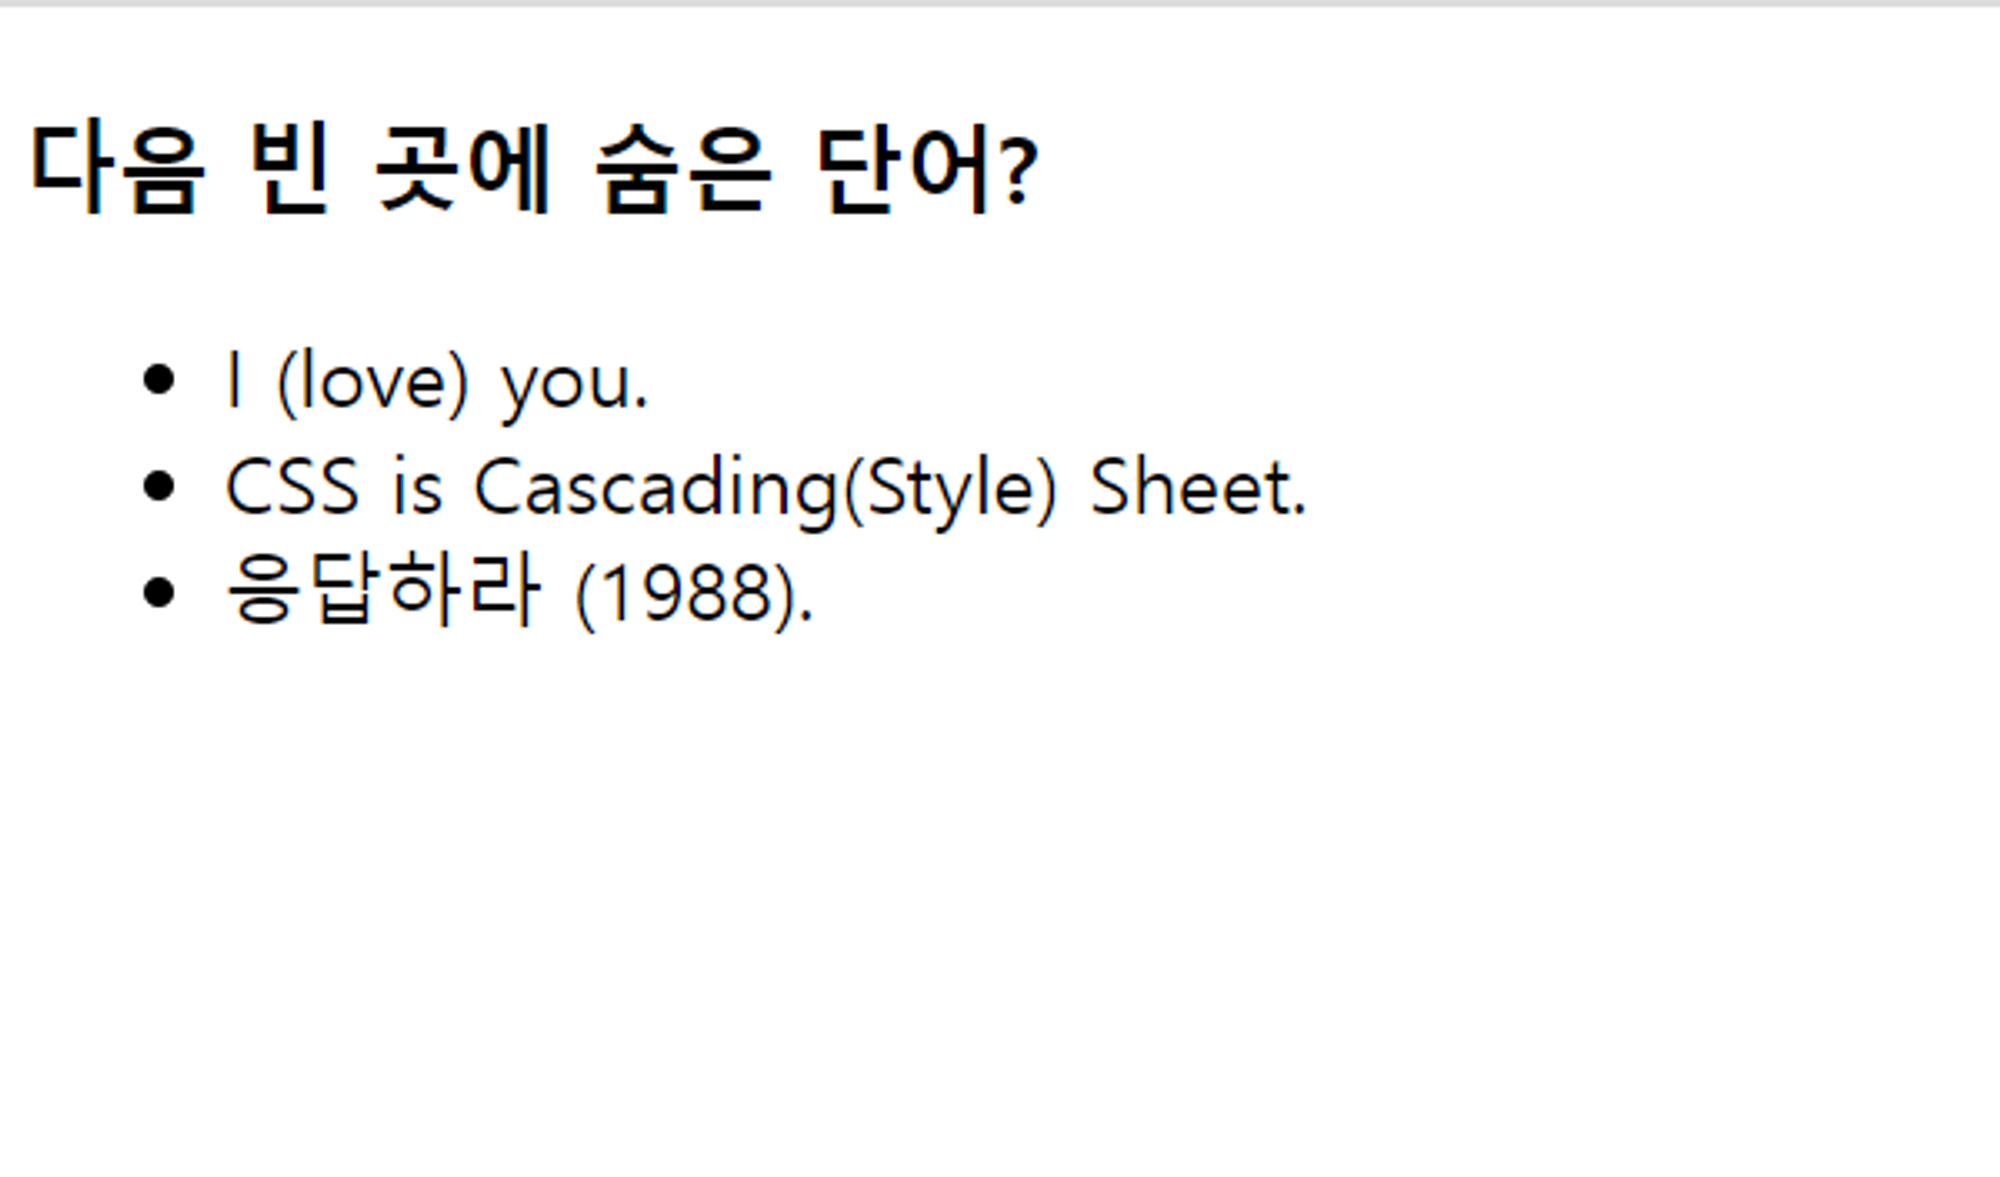 다음 빈 곳에 숨은 단어?
I (love) you.
CSS is Cascading(Style) Sheet.
응답하라 (1988).